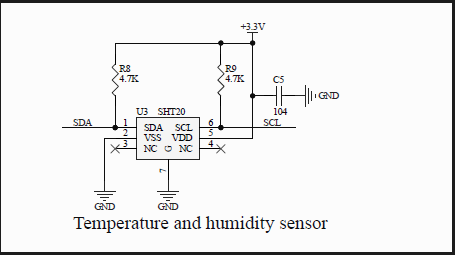 +3.3V
R8
4.7K
R9
4.7K
C5
104
GND
U3 SHT20
SDA
SCL
1
2
3
6
5
4
SDA SCL
VSS VDD
NC G NC
7
GND
GND
Temperature and humidity sensor